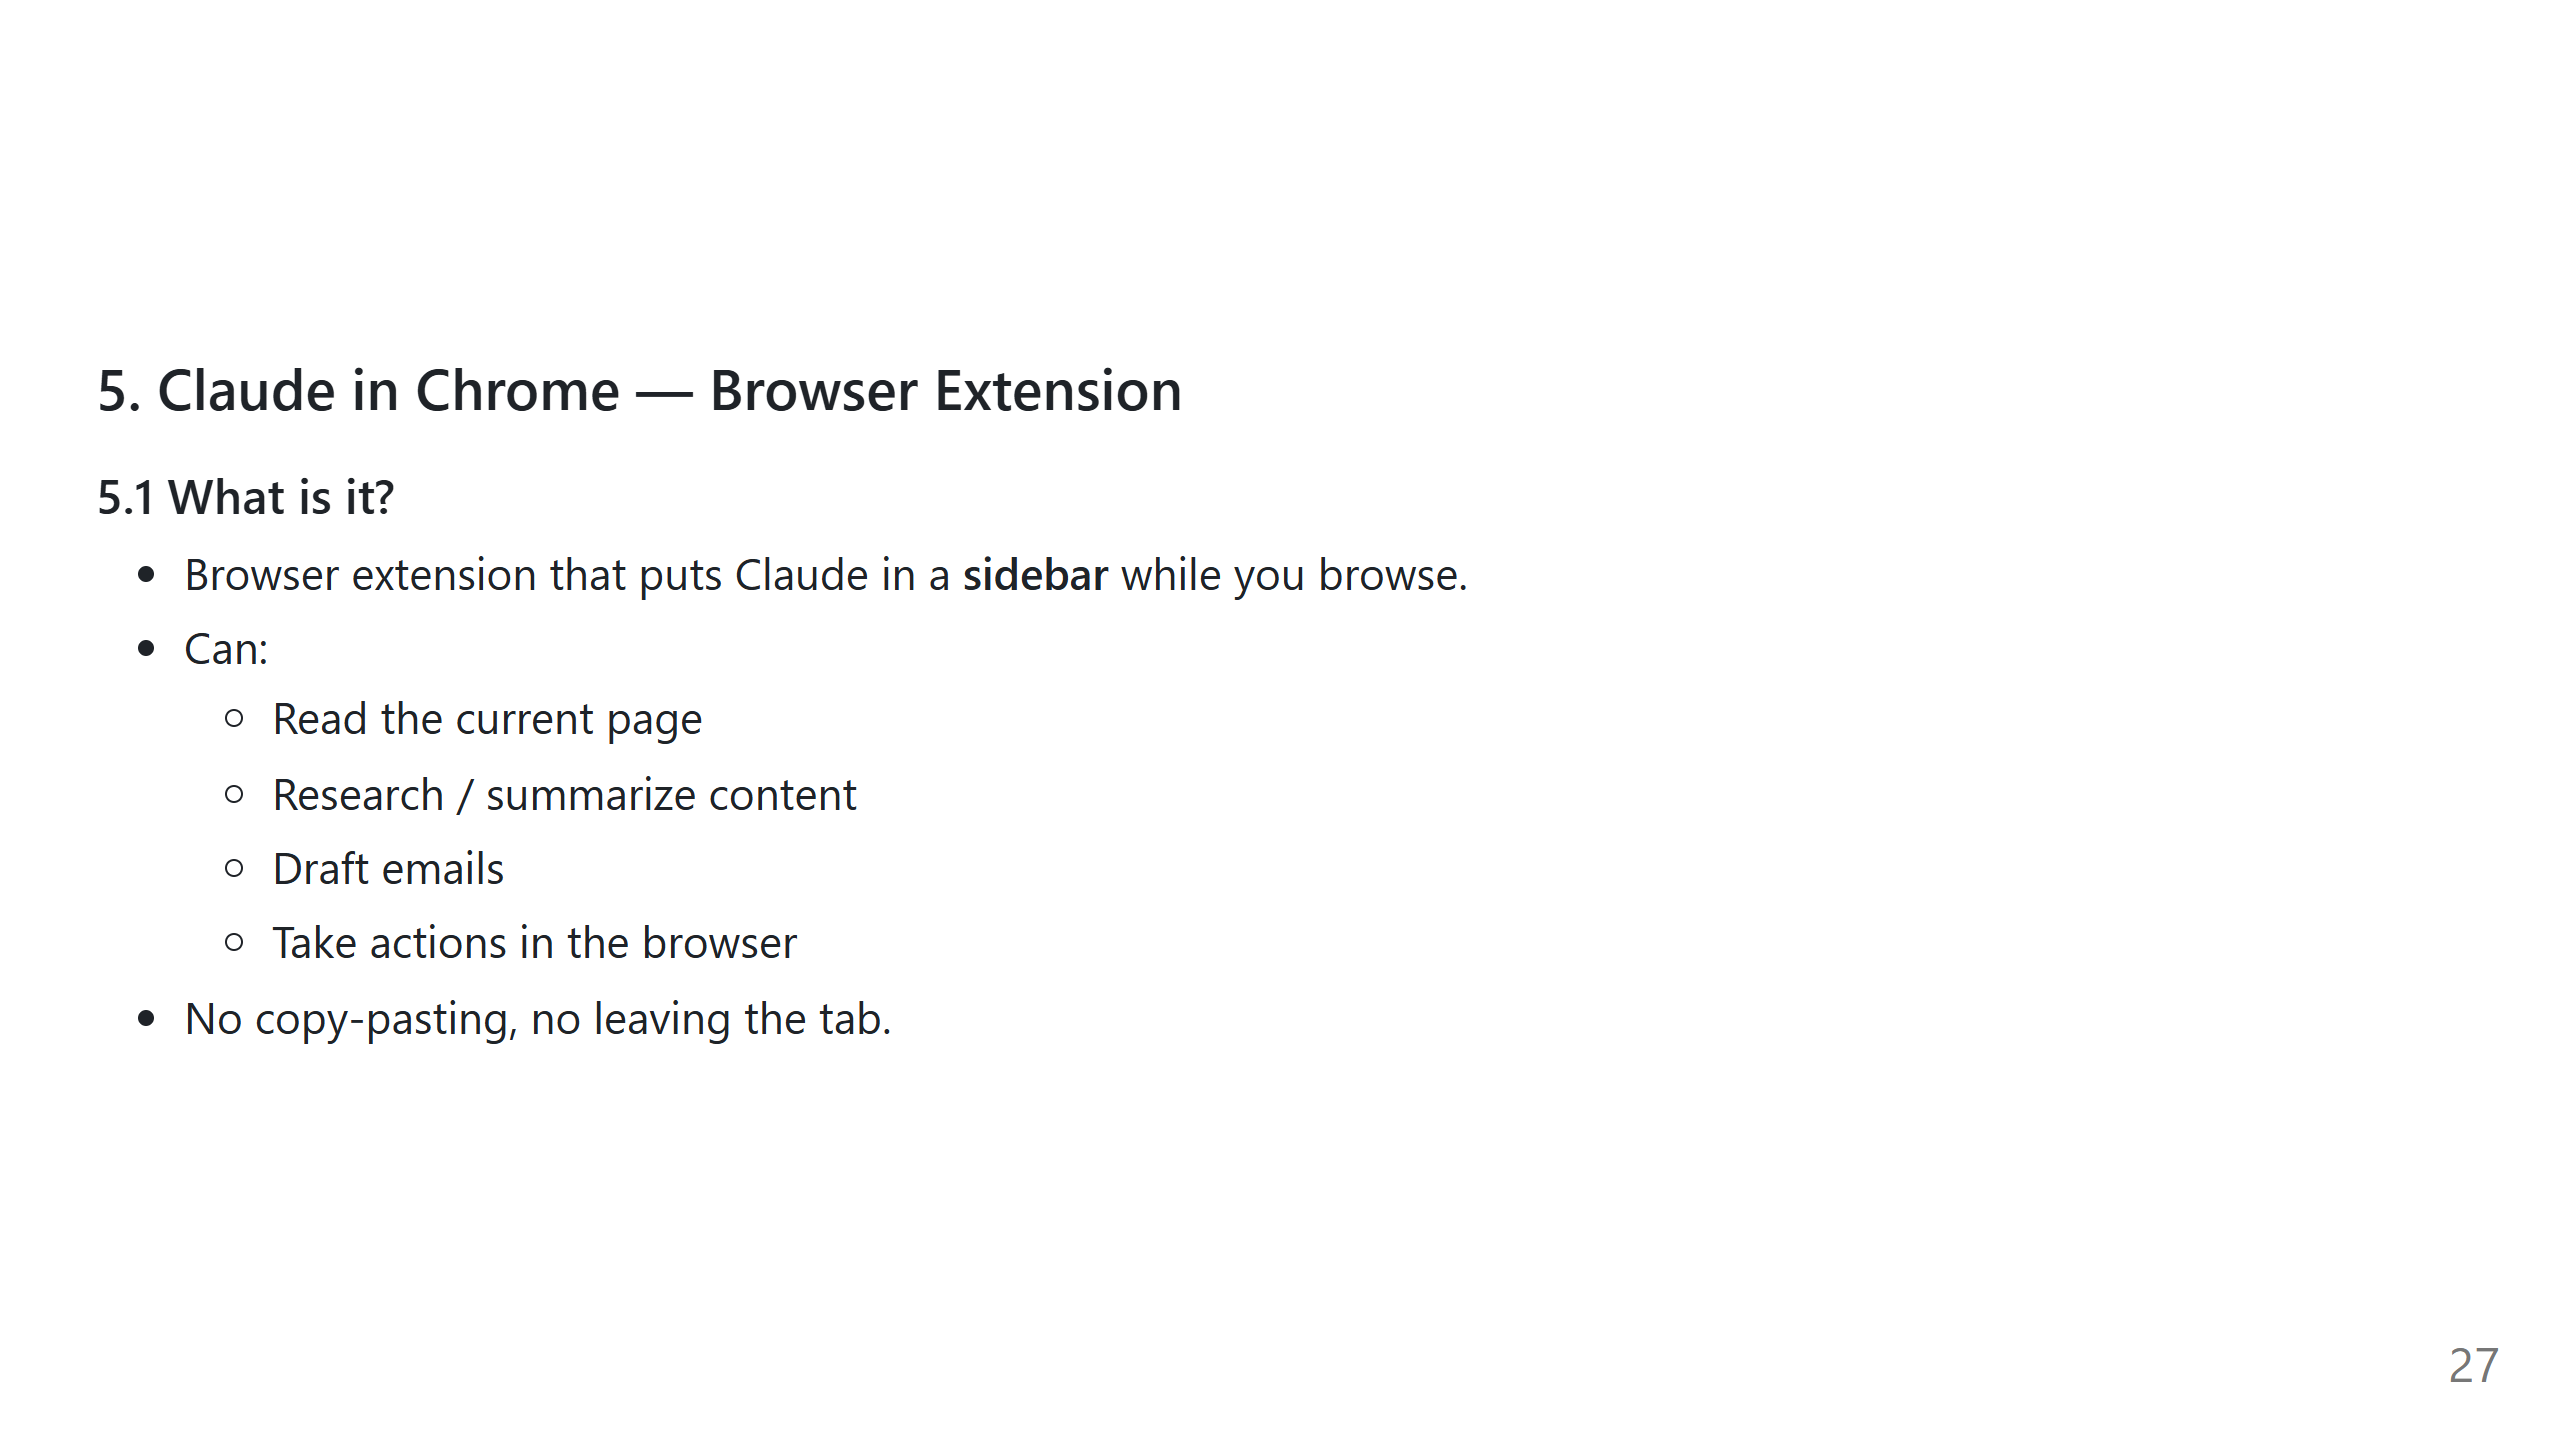 5. Claude in Chrome — Browser Extension
5.1 What is it?
• Browser extension that puts Claude in a sidebar while you browse.
• Can:
○ Read the current page
○ Research / summarize content
○ Draft emails
○ Take actions in the browser
• No copy-pasting, no leaving the tab.
27